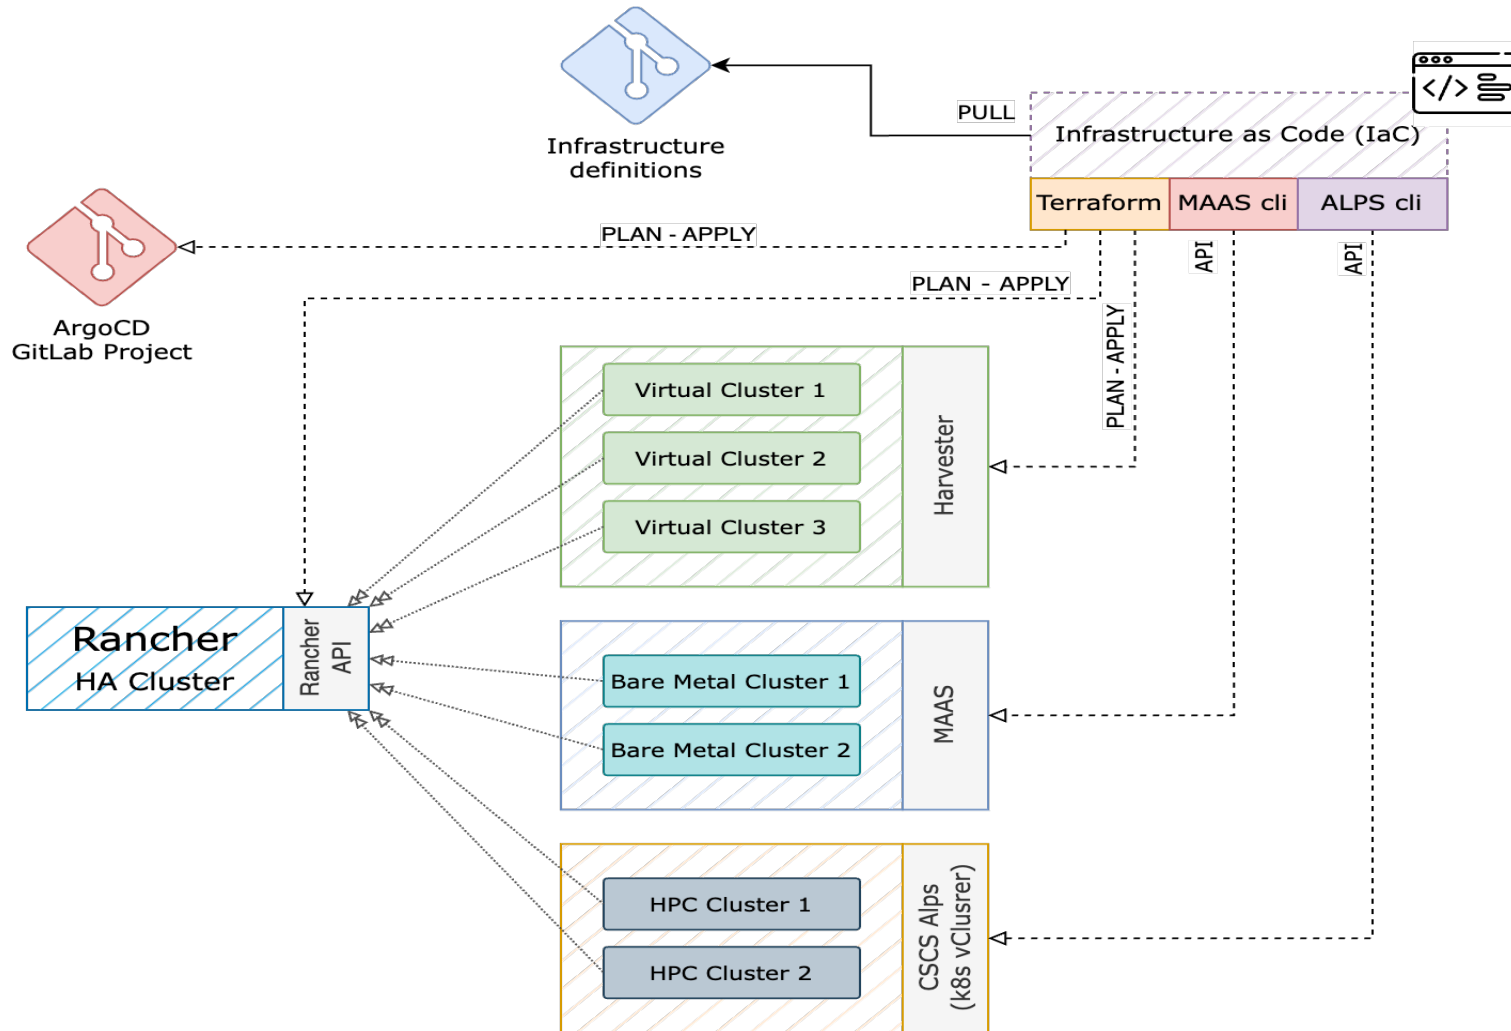 Infrastructure
definitions
PULL
</>
Infrastructure as Code (IaC)
Terraform
MAAS cli
ALPS cli
PLAN - APPLY
API
API
ArgoCD
GitLab Project
PLAN - APPLY
PLAN - APPLY
Virtual Cluster 1
Virtual Cluster 2
Virtual Cluster 3
Harvester
Rancher
HA Cluster
Rancher
API
Bare Metal Cluster 1
Bare Metal Cluster 2
MAAS
HPC Cluster 1
HPC Cluster 2
CSCS Alps
(k8s vClusrer)